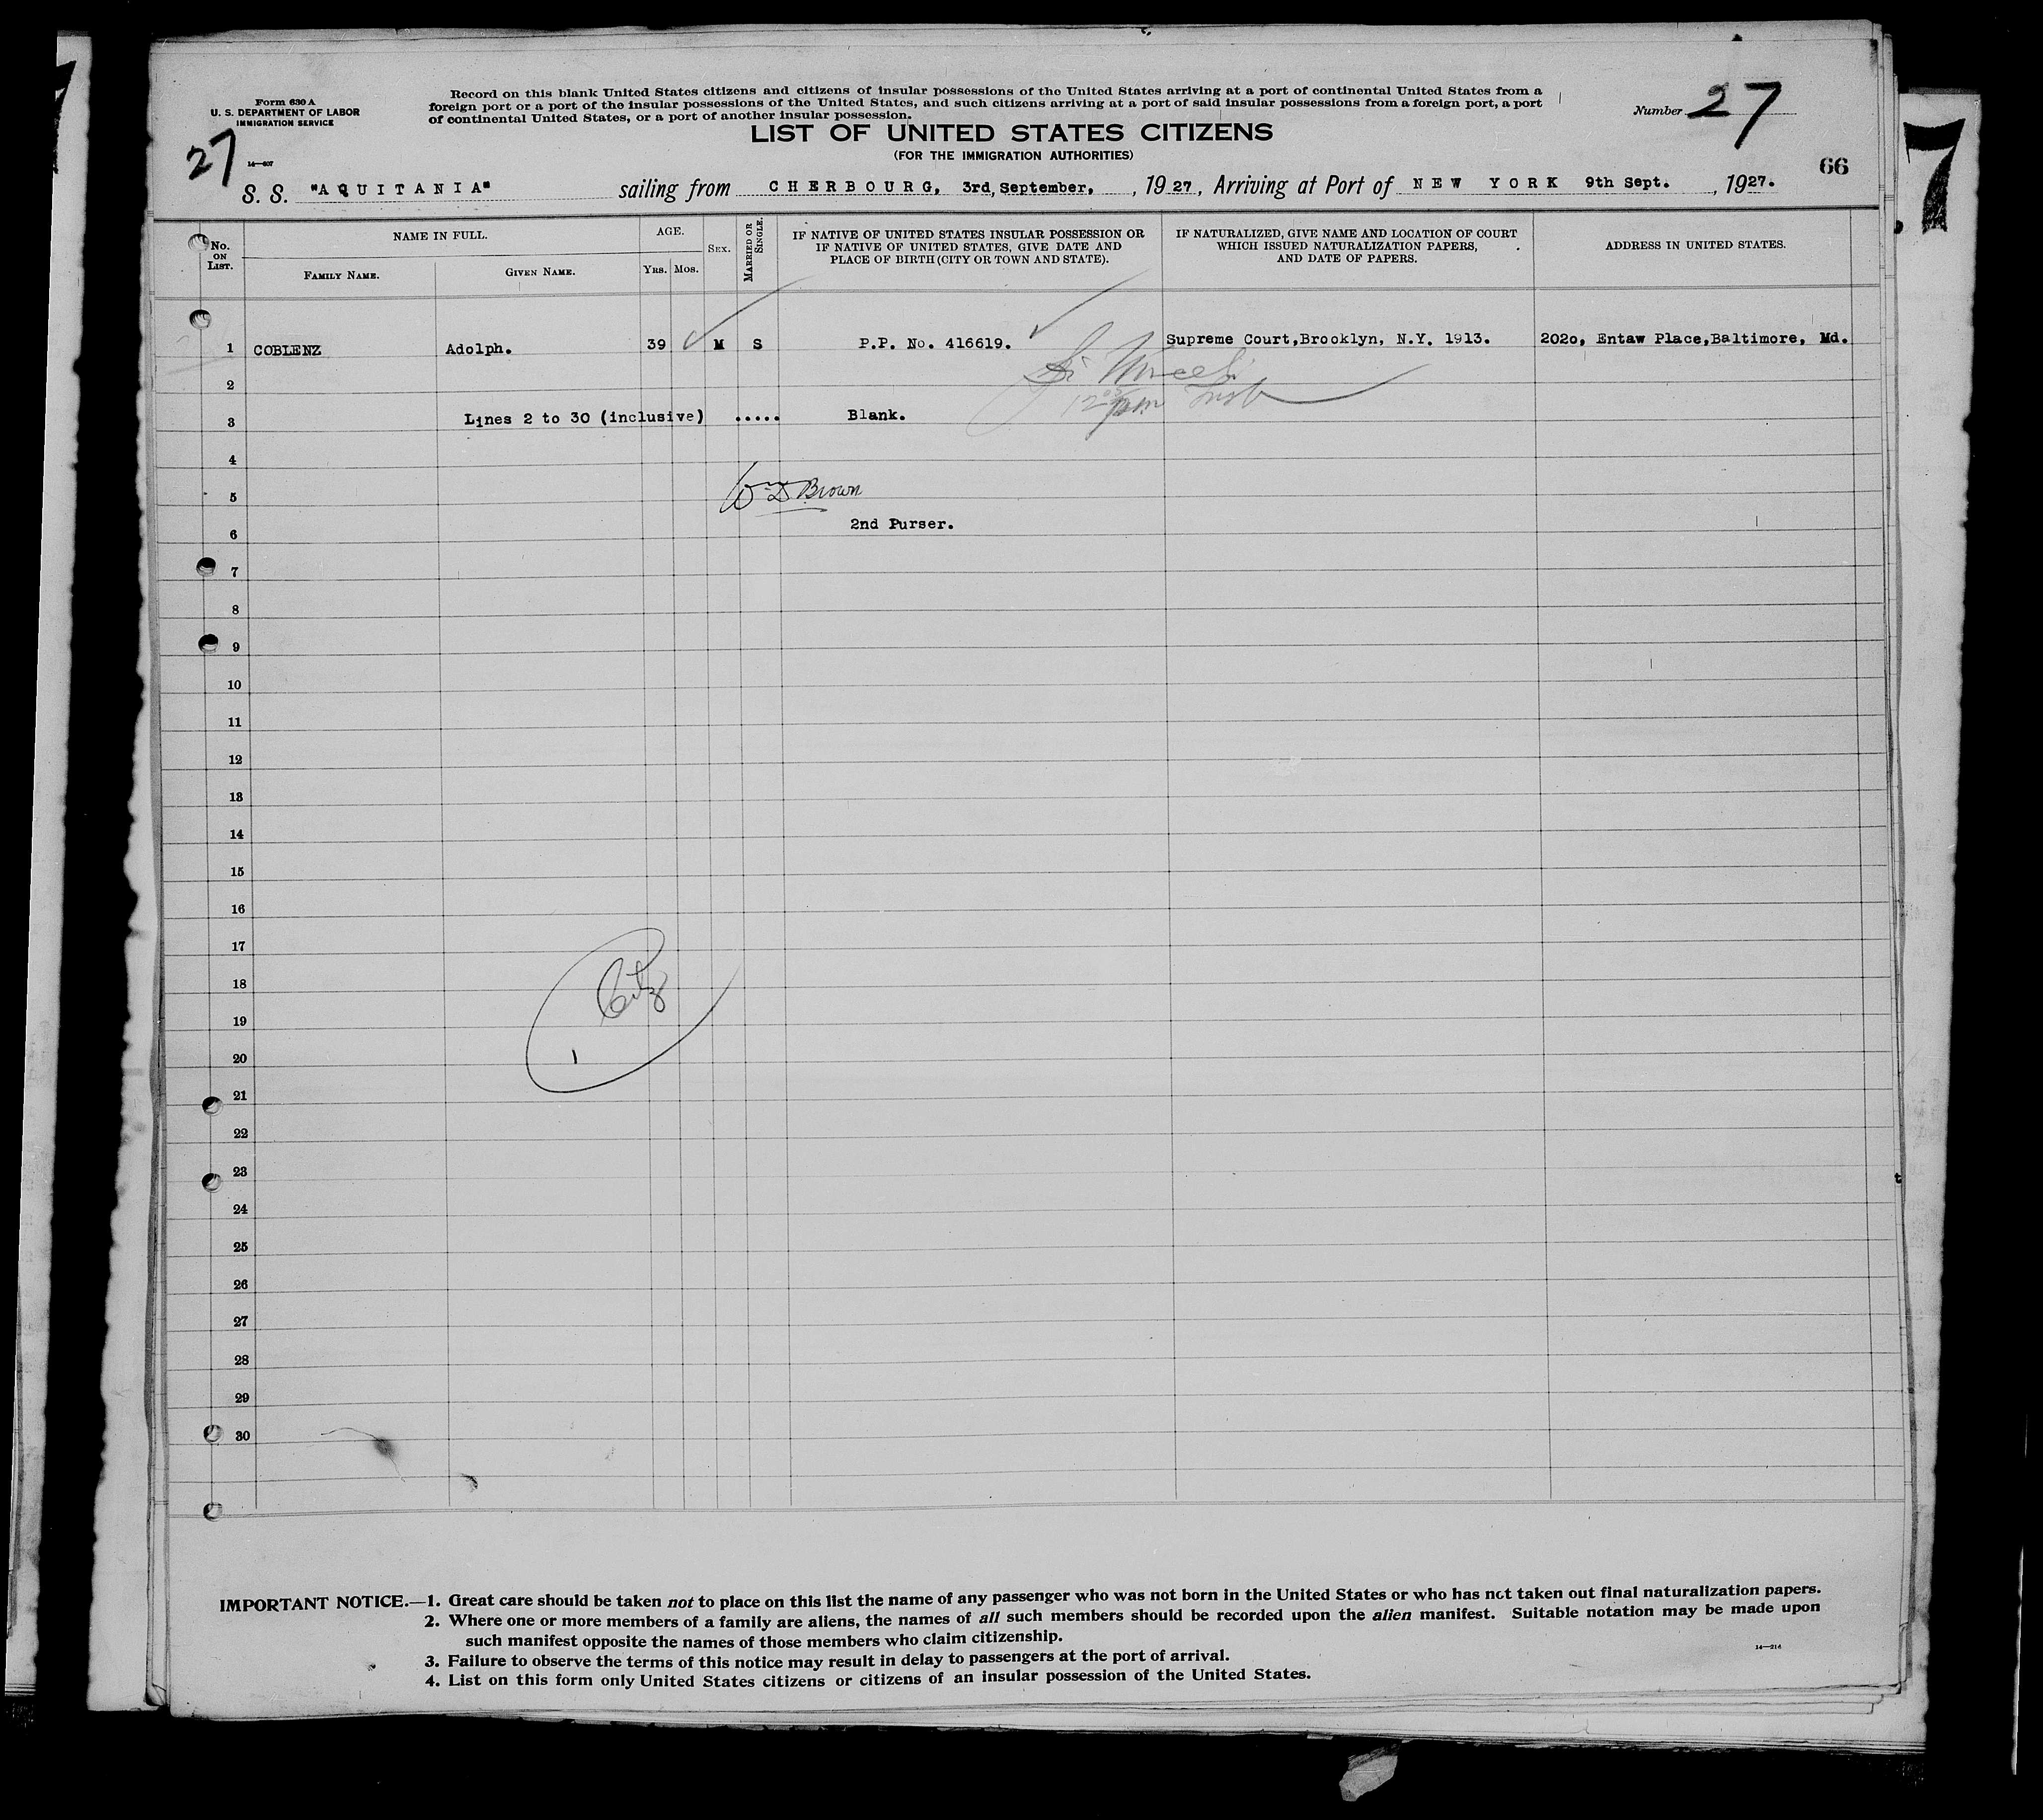 Form 630 A
U. S. DEPARTMENT OF LABOR
IMMIGRATION SERVICE
14—607
27
Record on this blank United States citizens and citizens of insular possessions of the United States arriving at a port of continental United States from a
foreign port or a port of the insular possessions of the United States, and such citizens arriving at a port of said insular possessions from a foreign port, a port
of continental United States, or a port of another insular possession.
LIST OF UNITED STATES CITIZENS
(FOR THE IMMIGRATION AUTHORITIES)
Number 27
66
7
S. S. "AQUITANIA" sailing from CHERBOURG, 3rd, September, , 1927, Arriving at Port of NEW YORK 9th Sept. , 1927.
No. ON LIST.
NAME IN FULL.
FAMILY NAME.
GIVEN NAME.
AGE.
YRS. MOS.
SEX.
MARRIED OR SINGLE.
IF NATIVE OF UNITED STATES INSULAR POSSESSION OR
IF NATIVE OF UNITED STATES, GIVE DATE AND
PLACE OF BIRTH (CITY OR TOWN AND STATE).
IF NATURALIZED, GIVE NAME AND LOCATION OF COURT
WHICH ISSUED NATURALIZATION PAPERS,
AND DATE OF PAPERS.
ADDRESS IN UNITED STATES.
1 COBLENZ Adolph. 39 M S P.P. No. 416619. Supreme Court,Brooklyn, N.Y. 1913. 202o, Entaw Place,Baltimore, Md.
2
3 Lines 2 to 30 (inclusive) ..... Blank.
4
5 Wm D Brown
2nd Purser.
6
7
8
9
10
11
12
13
14
15
16
17
18 Citz
19
20 1
21
22
23
24
25
26
27
28
29
30
IMPORTANT NOTICE.—1. Great care should be taken not to place on this list the name of any passenger who was not born in the United States or who has not taken out final naturalization papers.
2. Where one or more members of a family are aliens, the names of all such members should be recorded upon the alien manifest. Suitable notation may be made upon
such manifest opposite the names of those members who claim citizenship.
14—214
3. Failure to observe the terms of this notice may result in delay to passengers at the port of arrival.
4. List on this form only United States citizens or citizens of an insular possession of the United States.